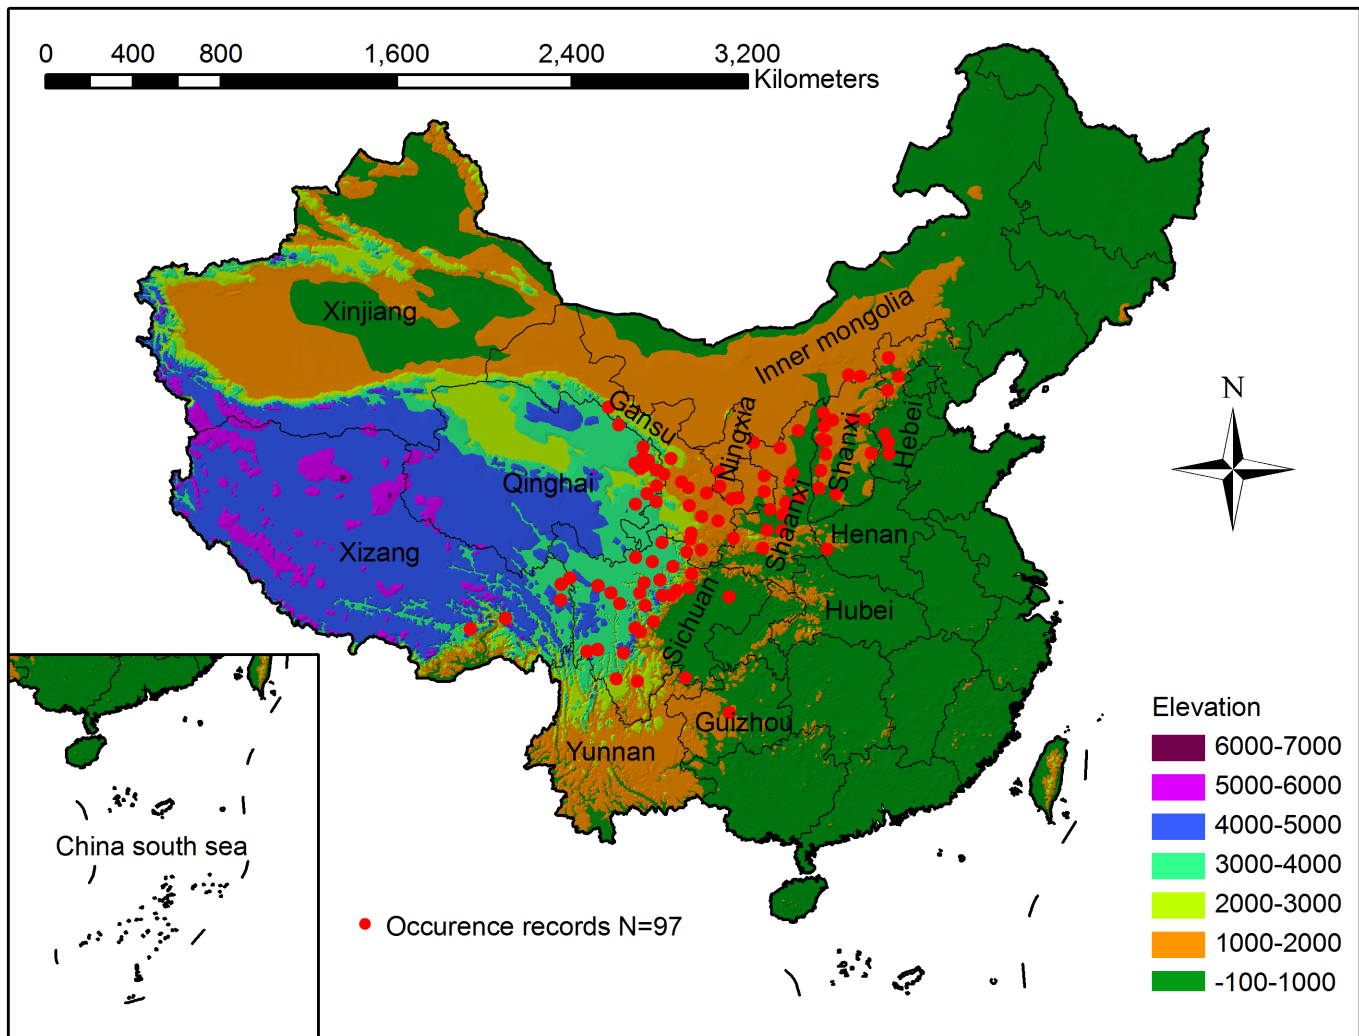 0 400 800 1,600 2,400 3,200
Kilometers
Xinjiang
Inner mongolia
Gansu
Ningxia
Shanxi
Hebei
Qinghai
Shaanxi
Henan
Xizang
Sichuan
Hubei
Guizhou
Yunnan
N
China south sea
Occurence records N=97
Elevation
6000-7000
5000-6000
4000-5000
3000-4000
2000-3000
1000-2000
-100-1000